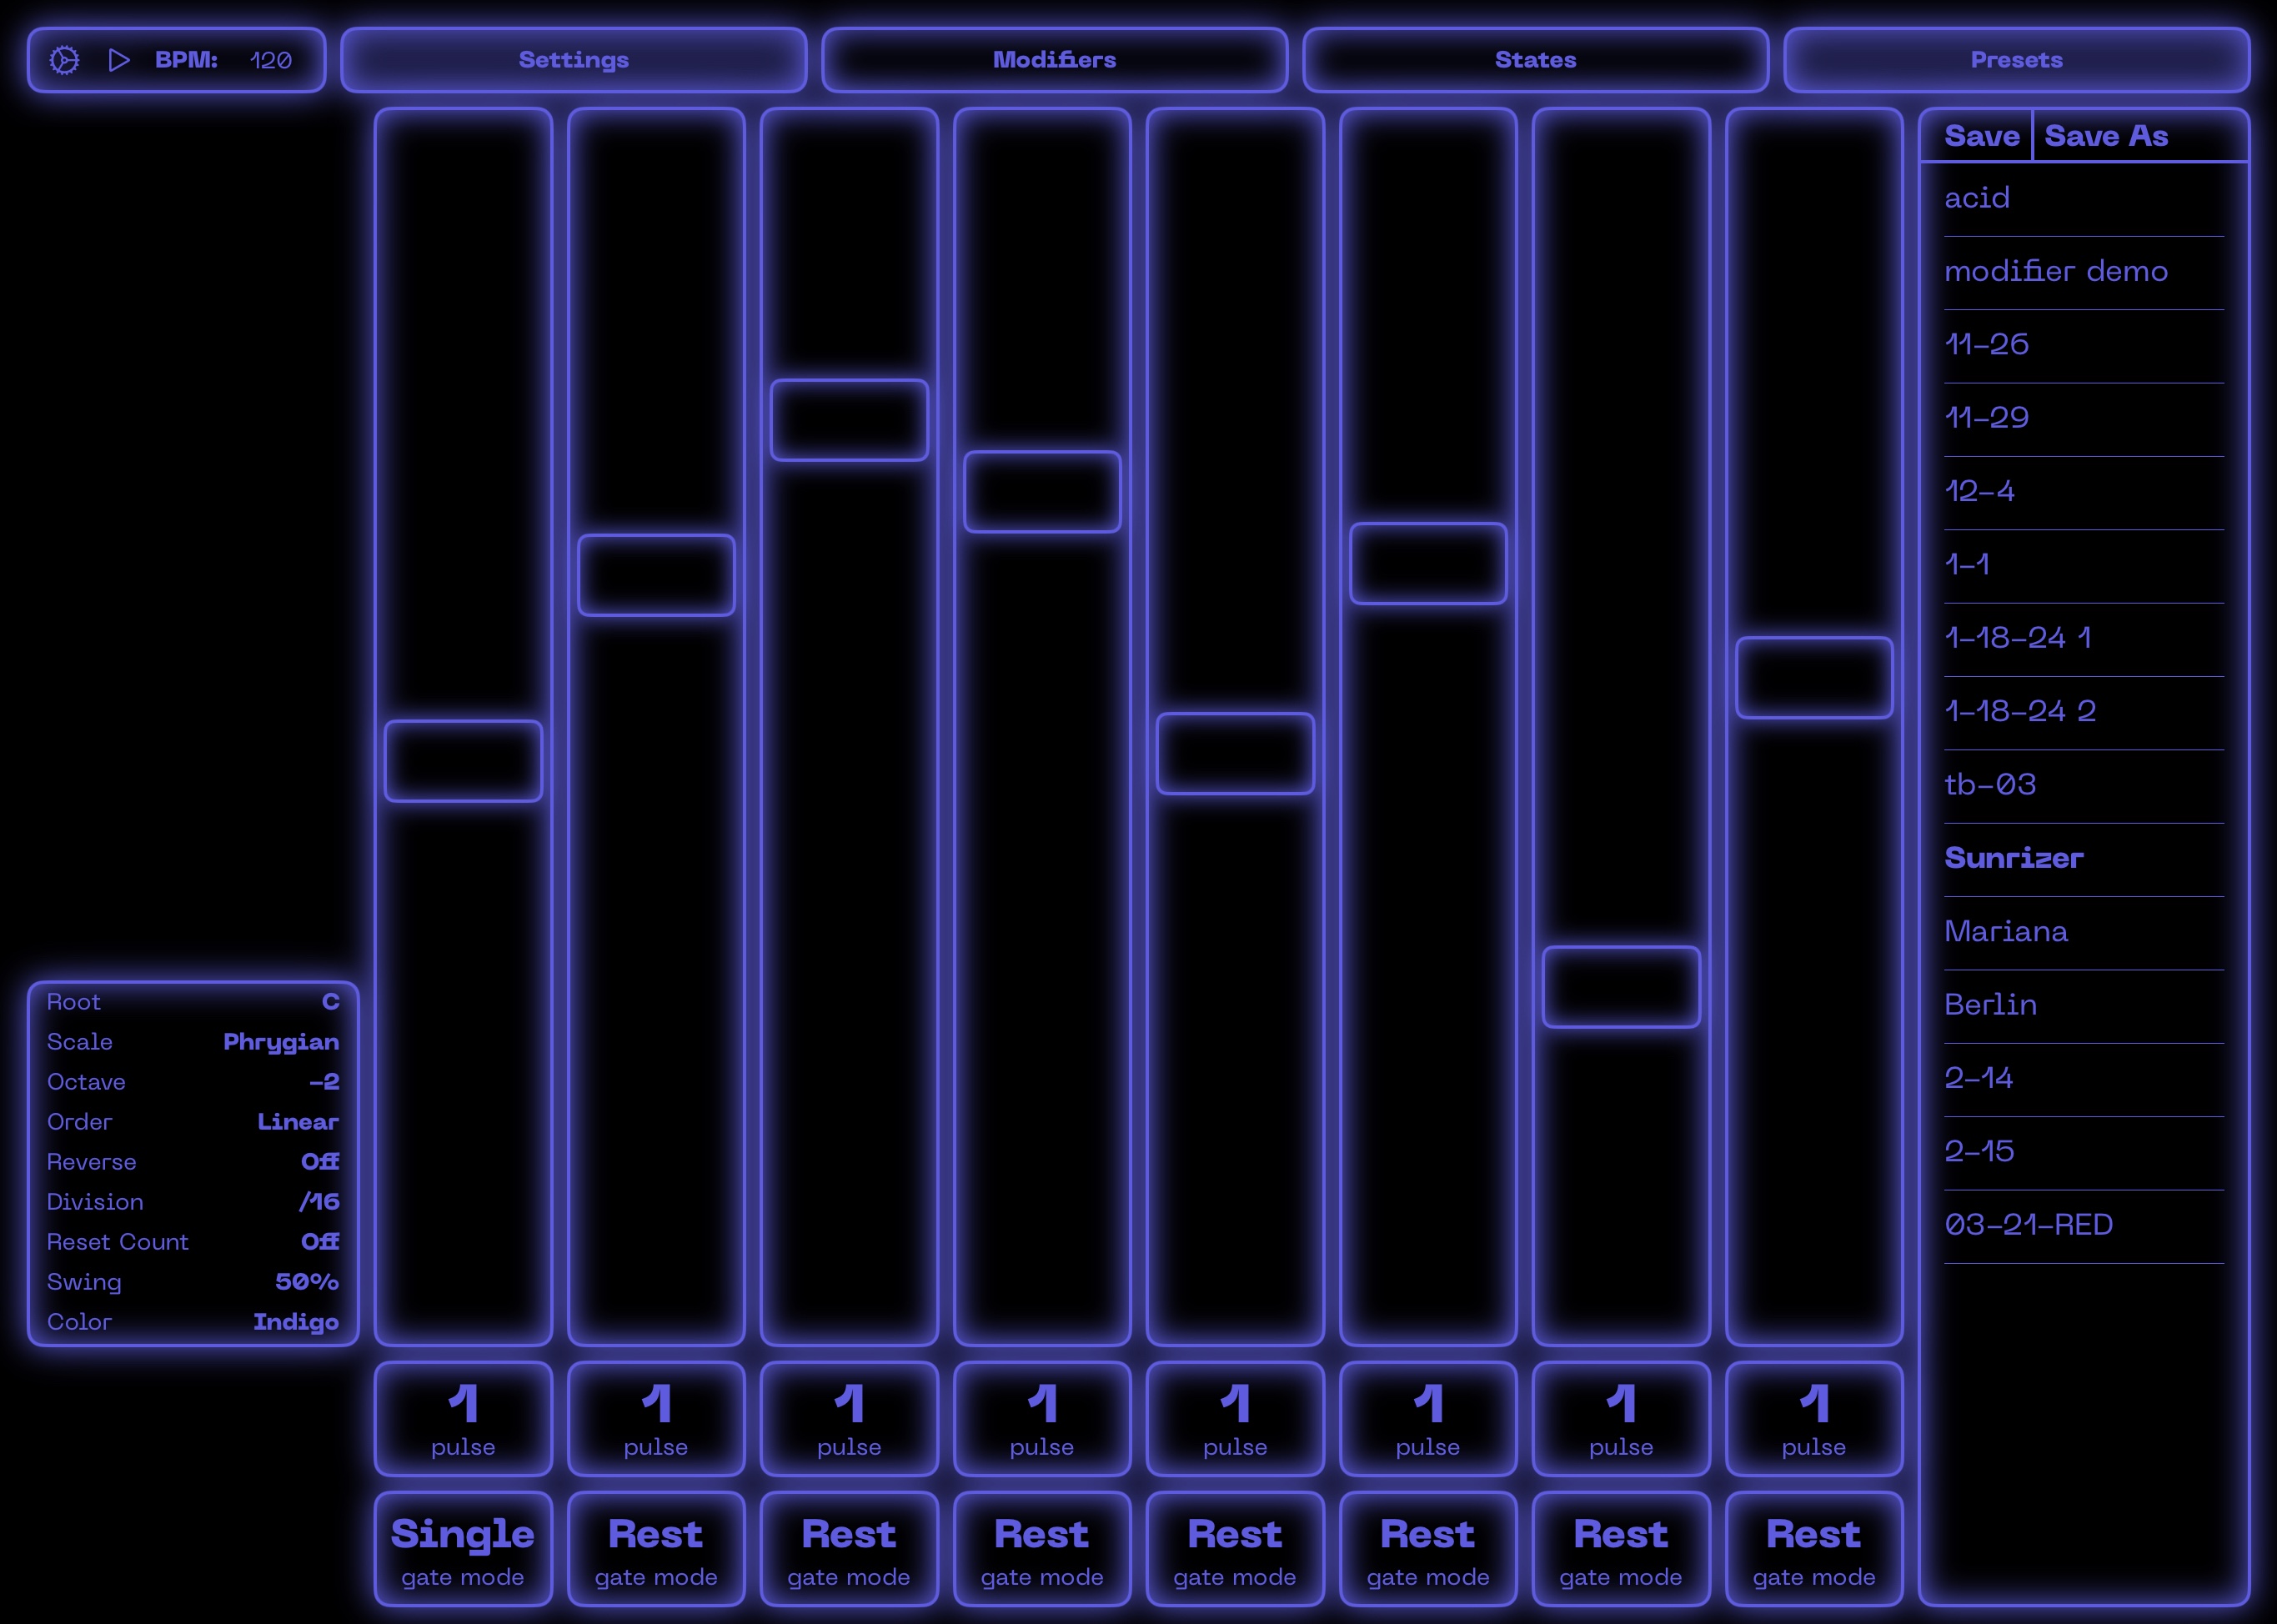 BPM: 120 Settings Modifiers States Presets
Save Save As
acid
modifier demo
11-26
11-29
12-4
1-1
1-18-24 1
1-18-24 2
tb-03
Sunrizer
Mariana
Berlin
2-14
2-15
03-21-RED
Root C
Scale Phrygian
Octave -2
Order Linear
Reverse Off
Division /16
Reset Count Off
Swing 50%
Color Indigo
1 1 1 1 1 1 1 1
pulse pulse pulse pulse pulse pulse pulse pulse
Single Rest Rest Rest Rest Rest Rest Rest
gate mode gate mode gate mode gate mode gate mode gate mode gate mode gate mode